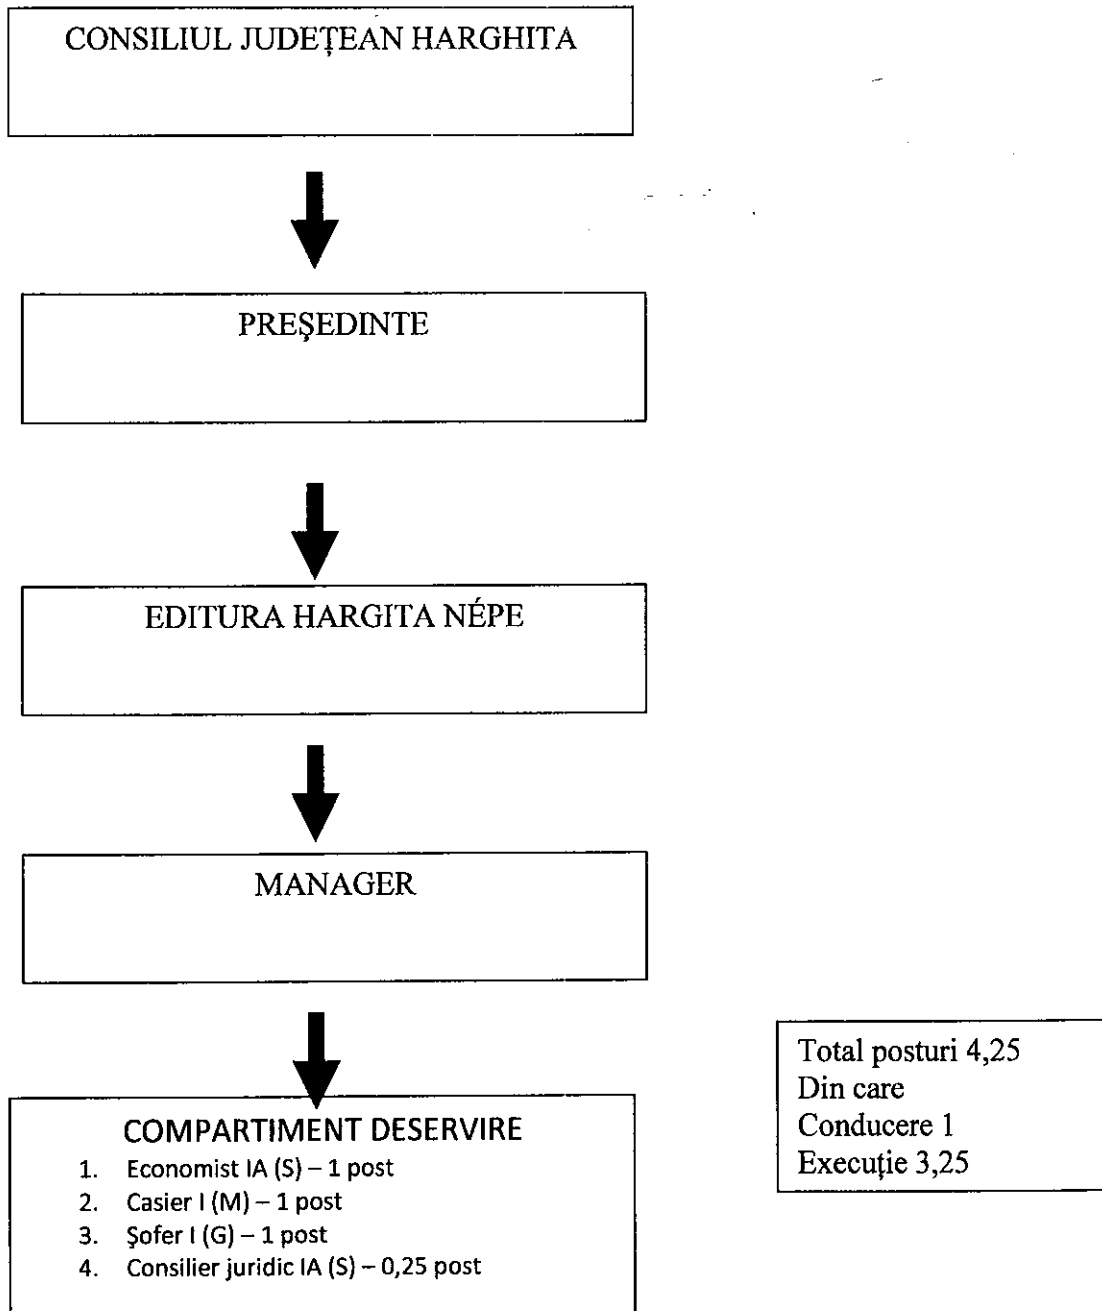 CONSILIUL JUDEȚEAN HARGHITA
PREŞEDINTE
EDITURA HARGITA NÉPE
MANAGER
COMPARTIMENT DESERVIRE
1. Economist IA (S) – 1 post
2. Casier I (M) – 1 post
3. Şofer I (G) – 1 post
4. Consilier juridic IA (S) – 0,25 post
Total posturi 4,25
Din care
Conducere 1
Execuție 3,25